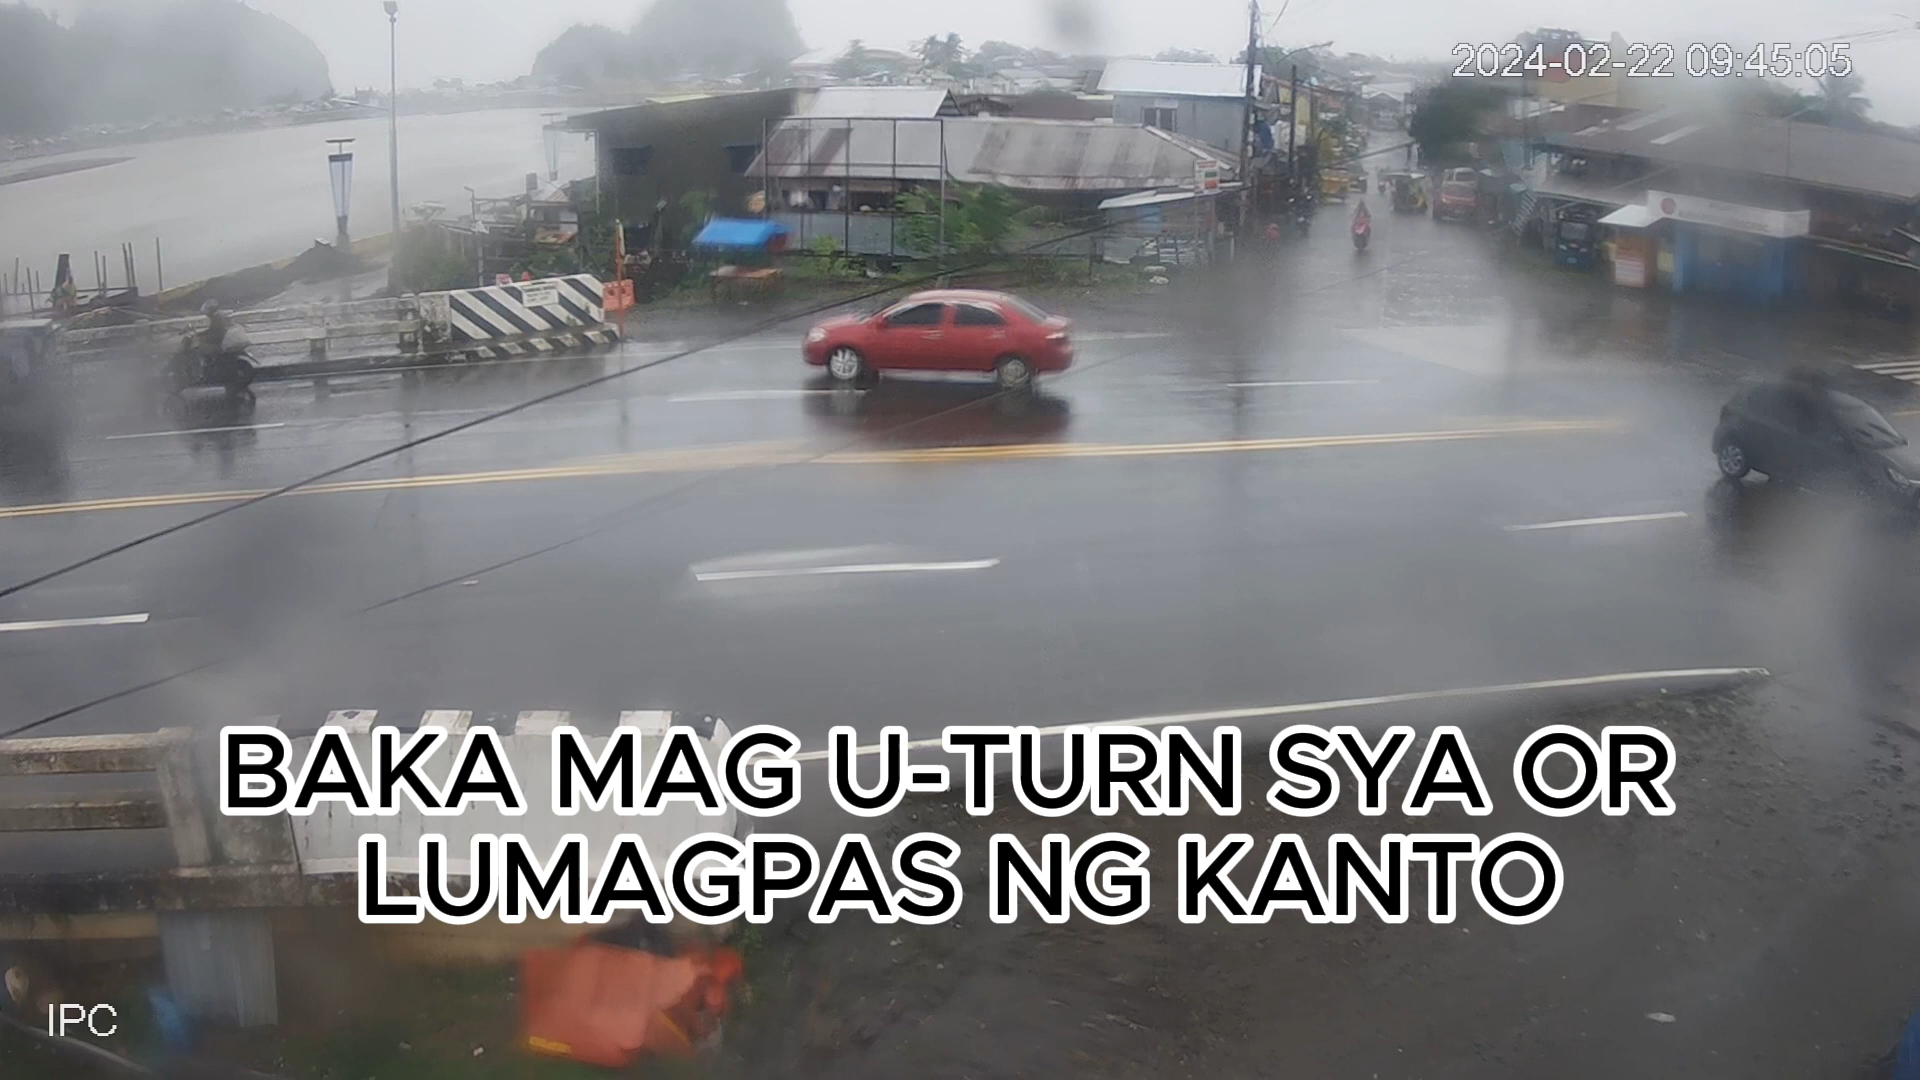 2024-02-22 09:45:05
BAKA MAG U-TURN SYA OR
LUMAGPAS NG KANTO
IPC